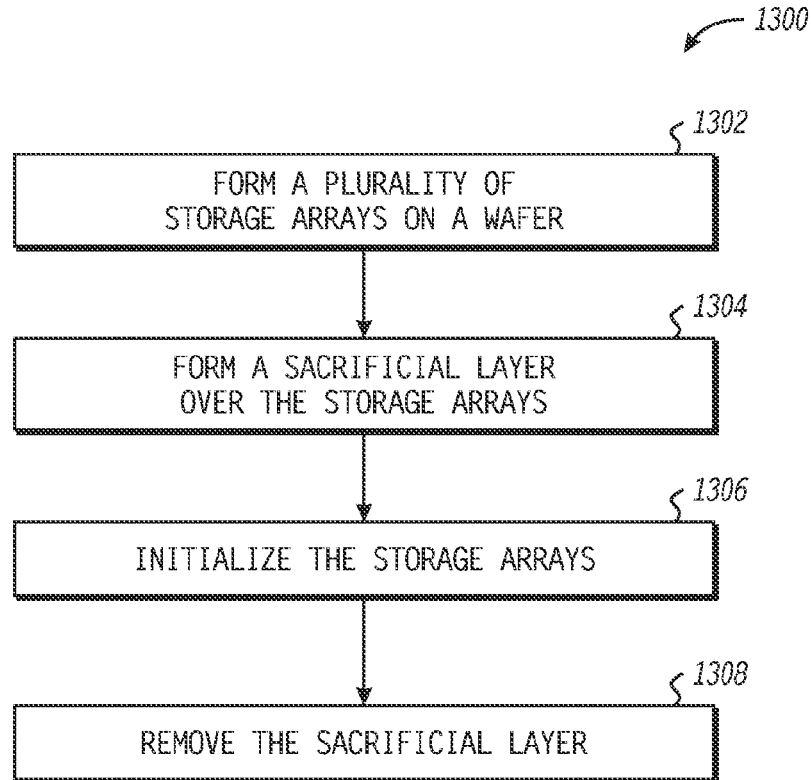 1300
1302
FORM A PLURALITY OF
STORAGE ARRAYS ON A WAFER
1304
FORM A SACRIFICIAL LAYER
OVER THE STORAGE ARRAYS
1306
INITIALIZE THE STORAGE ARRAYS
1308
REMOVE THE SACRIFICIAL LAYER